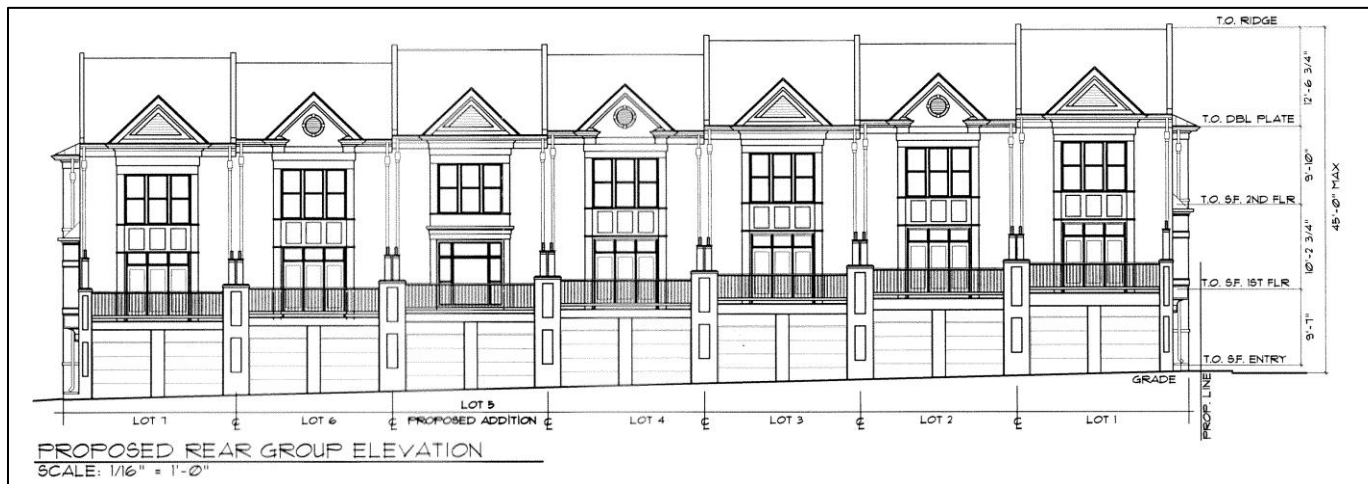 T.O. RIDGE
12'-6 3/4"
T.O. DBL PLATE
9'-10"
45'-0" MAX
T.O. S.F. 2ND FLR
10'-2 3/4"
T.O. S.F. 1ST FLR
9'-7"
T.O. S.F. ENTRY
GRADE
PROP. LINE
LOT 7
℄
LOT 6
℄
LOT 5
PROPOSED ADDITION
℄
LOT 4
℄
LOT 3
℄
LOT 2
℄
LOT 1
PROPOSED REAR GROUP ELEVATION
SCALE: 1/16" = 1'-0"